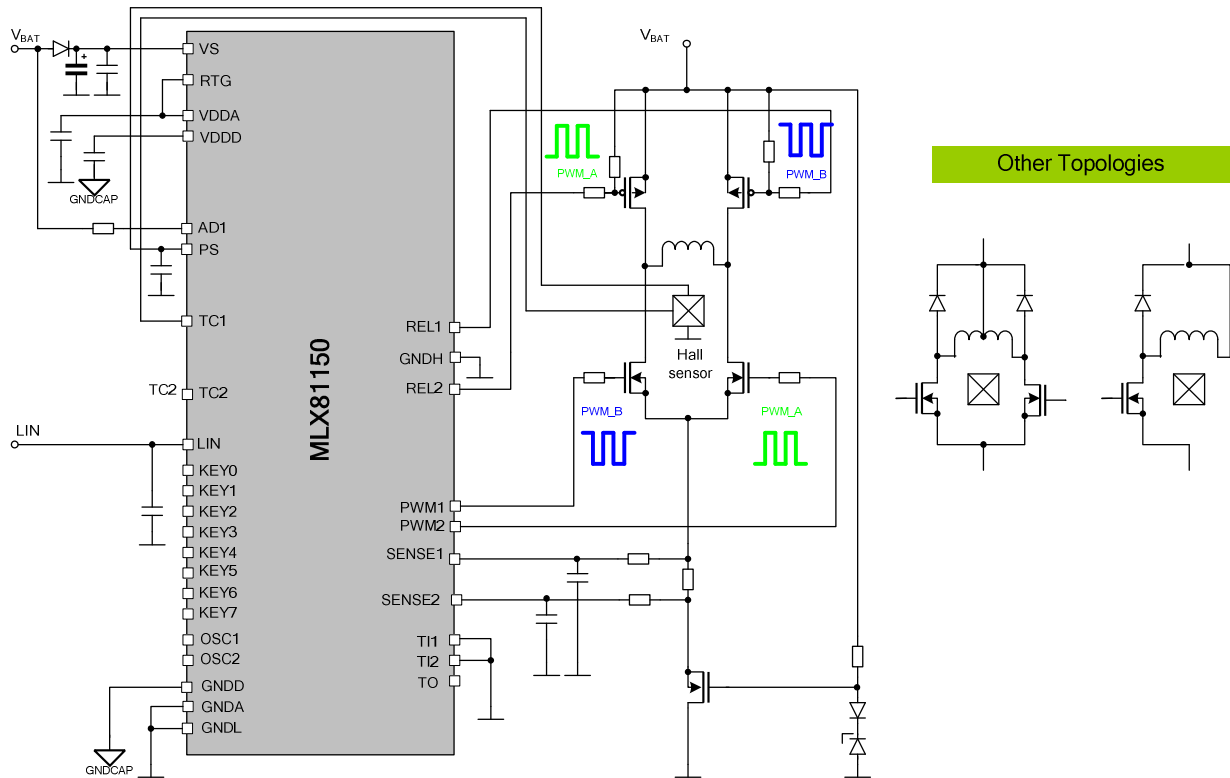 VBAT
VS
RTG
VDDA
VDDD
GNDCAP
AD1
PS
TC1
TC2
TC2
LIN
LIN
KEY0
KEY1
KEY2
KEY3
KEY4
KEY5
KEY6
KEY7
OSC1
OSC2
GNDD
GNDA
GNDL
GNDCAP
MLX81150
REL1
GNDH
REL2
PWM1
PWM2
SENSE1
SENSE2
TI1
TI2
TO
VBAT
PWM_A
PWM_B
Hall
sensor
PWM_B
PWM_A
Other Topologies